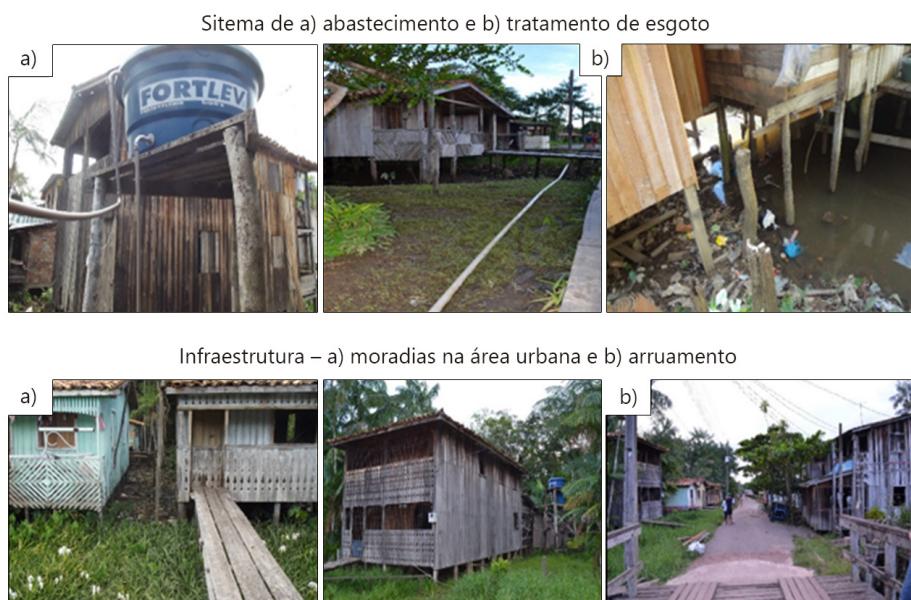 Sitema de a) abastecimento e b) tratamento de esgoto
a)
b)
FORTLEV
Infraestrutura – a) moradias na área urbana e b) arruamento
a)
b)